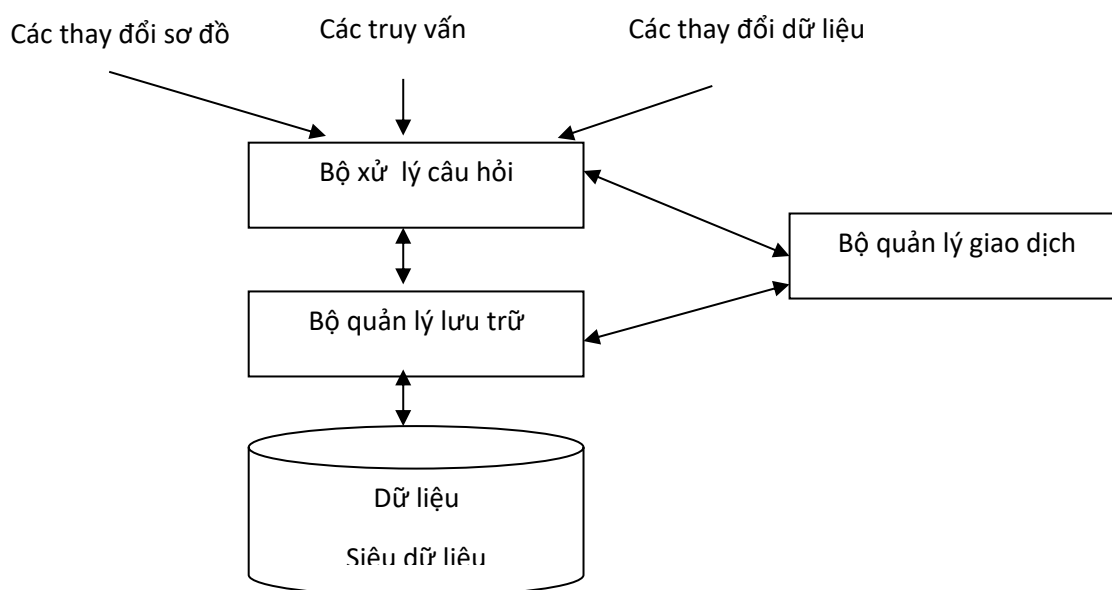 Các thay đổi sơ đồ
Các truy vấn
Các thay đổi dữ liệu
Bộ xử lý câu hỏi
Bộ quản lý giao dịch
Bộ quản lý lưu trữ
Dữ liệu
Siêu dữ liệu